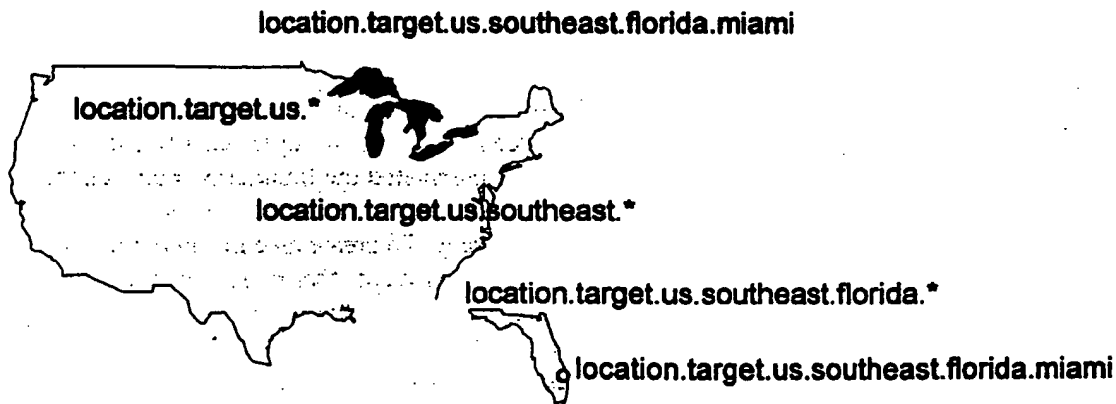 location.target.us.southeast.florida.miami
location.target.us.*
location.target.us.southeast.*
location.target.us.southeast.florida.*
location.target.us.southeast.florida.miami